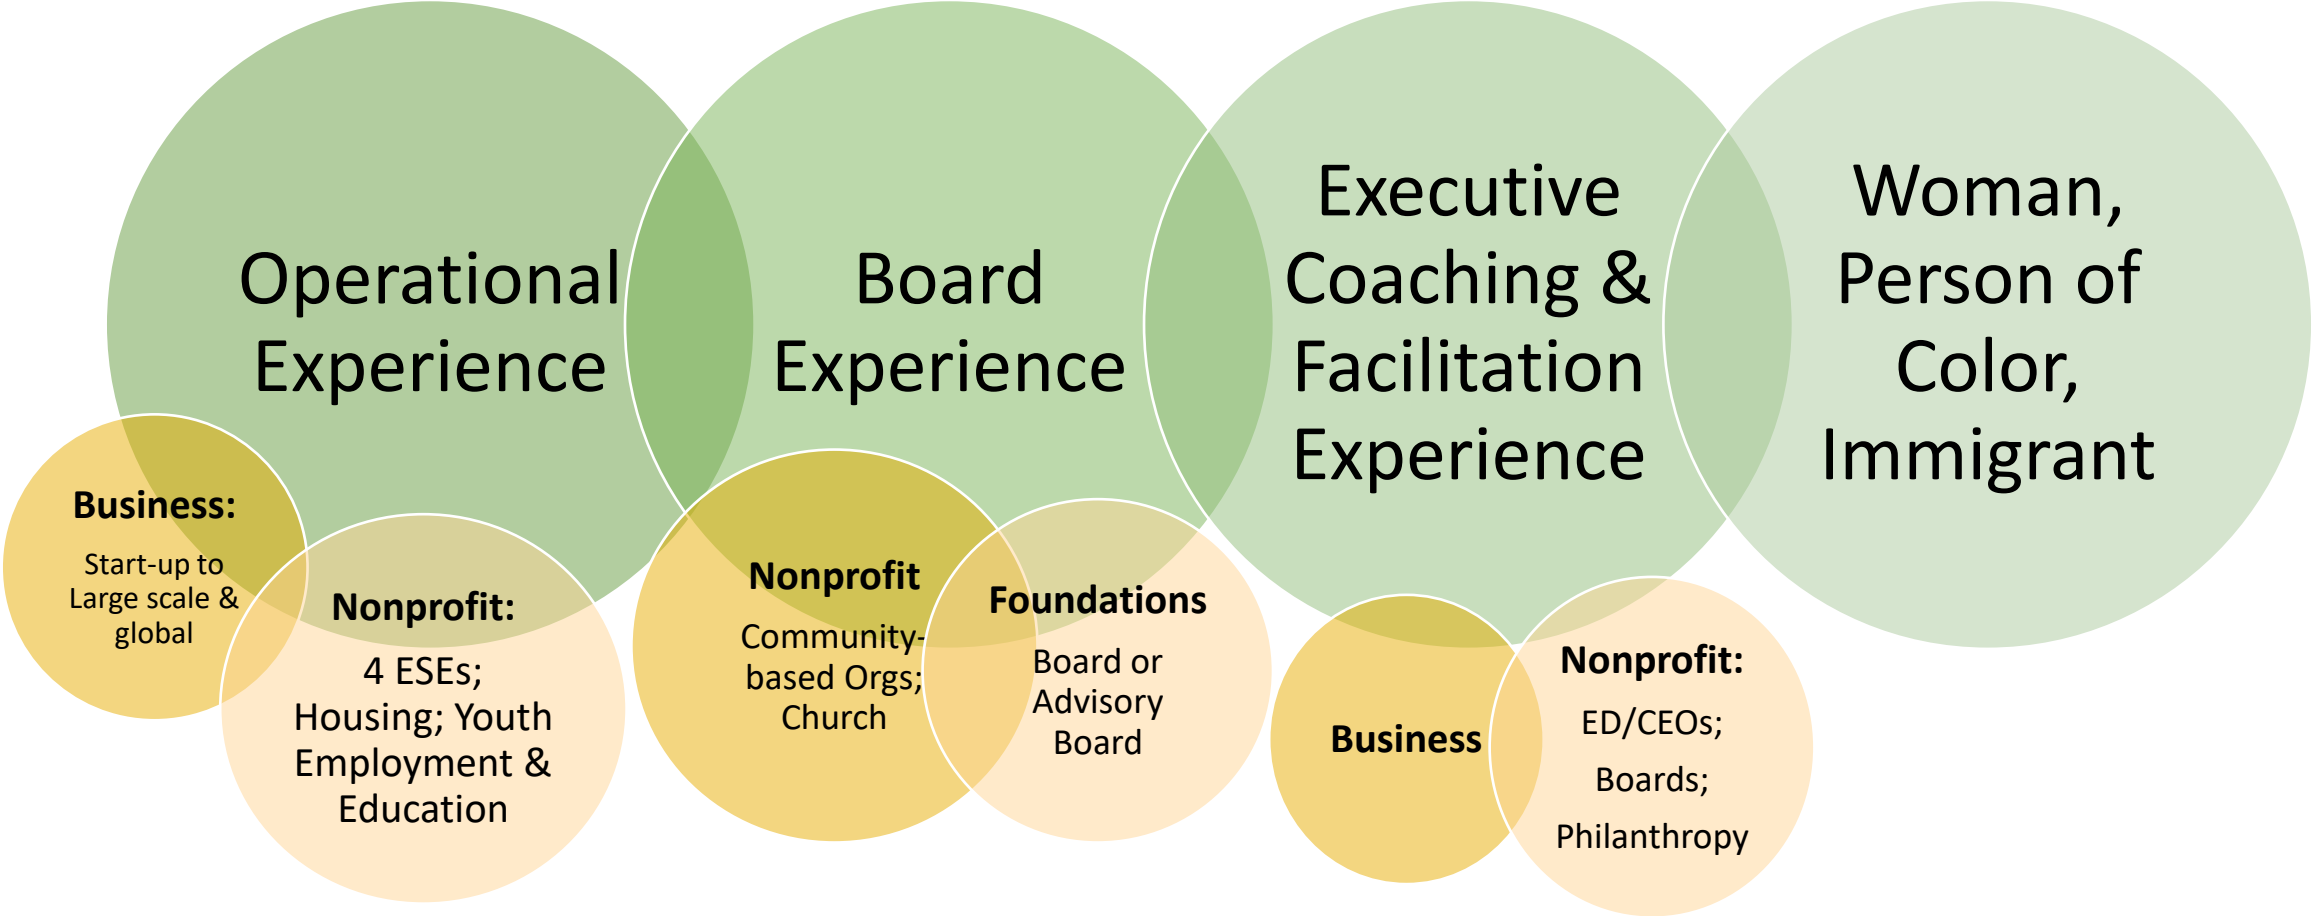 Operational
Experience
Business:
Start-up to
Large scale &
global
Nonprofit:
4 ESEs;
Housing; Youth
Employment &
Education
Board
Experience
Nonprofit
Community-
based Orgs;
Church
Foundations
Board or
Advisory
Board
Executive
Coaching &
Facilitation
Experience
Business
Nonprofit:
ED/CEOs;
Boards;
Philanthropy
Woman,
Person of
Color,
Immigrant